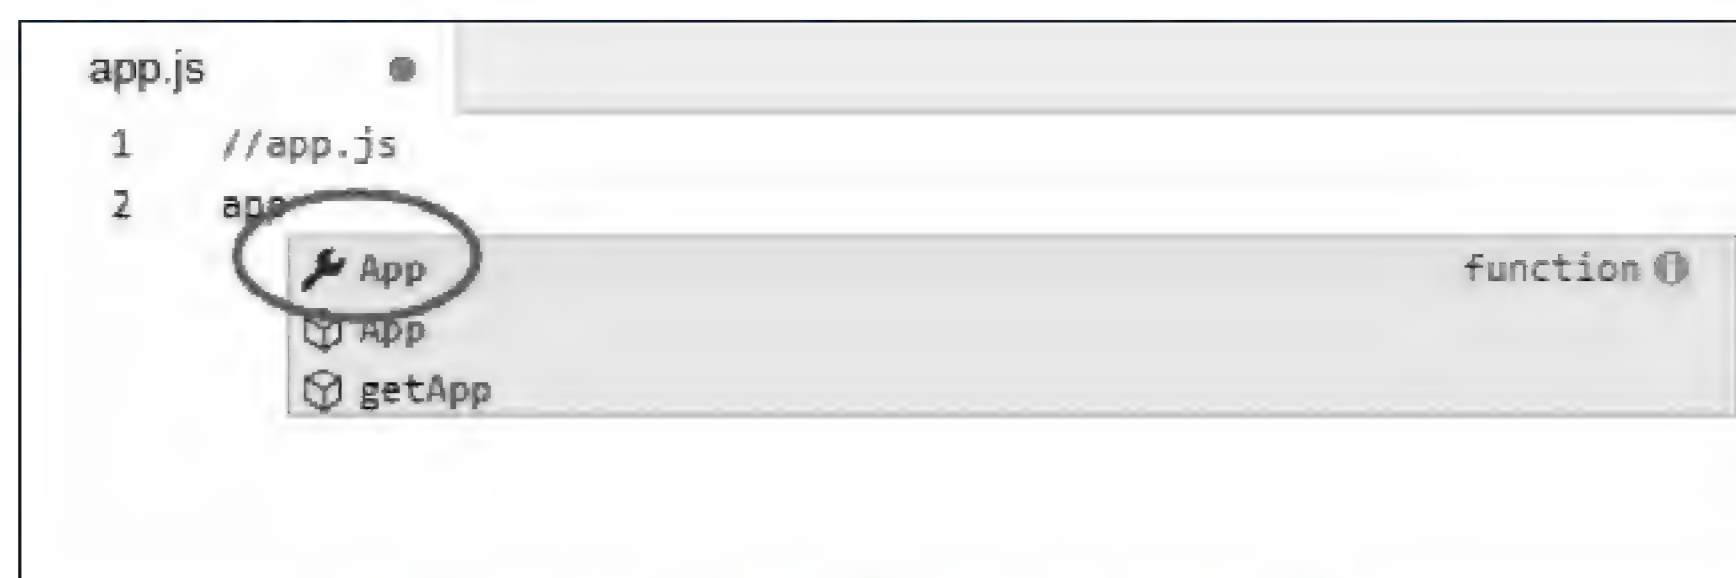 app.js
1 //app.js
2 app
App function
App
getApp